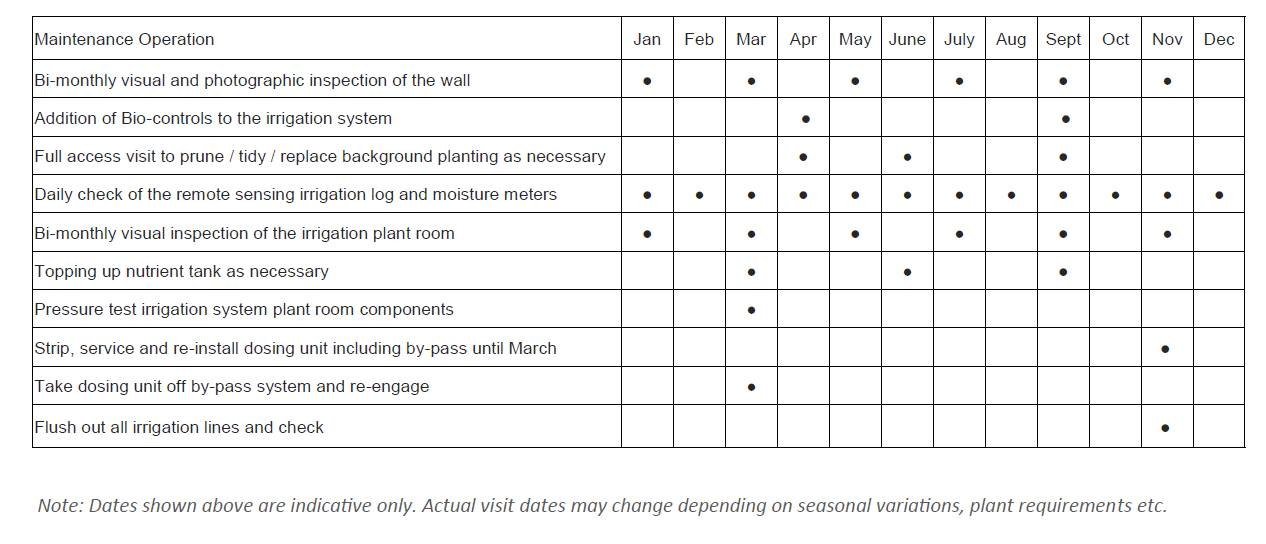 Maintenance Operation Jan Feb Mar Apr May June July Aug Sept Oct Nov Dec
Bi-monthly visual and photographic inspection of the wall ● ● ● ● ● ●
Addition of Bio-controls to the irrigation system ● ●
Full access visit to prune / tidy / replace background planting as necessary ● ● ●
Daily check of the remote sensing irrigation log and moisture meters ● ● ● ● ● ● ● ● ● ● ● ●
Bi-monthly visual inspection of the irrigation plant room ● ● ● ● ● ●
Topping up nutrient tank as necessary ● ● ●
Pressure test irrigation system plant room components ●
Strip, service and re-install dosing unit including by-pass until March ●
Take dosing unit off by-pass system and re-engage ●
Flush out all irrigation lines and check ●
Note: Dates shown above are indicative only. Actual visit dates may change depending on seasonal variations, plant requirements etc.